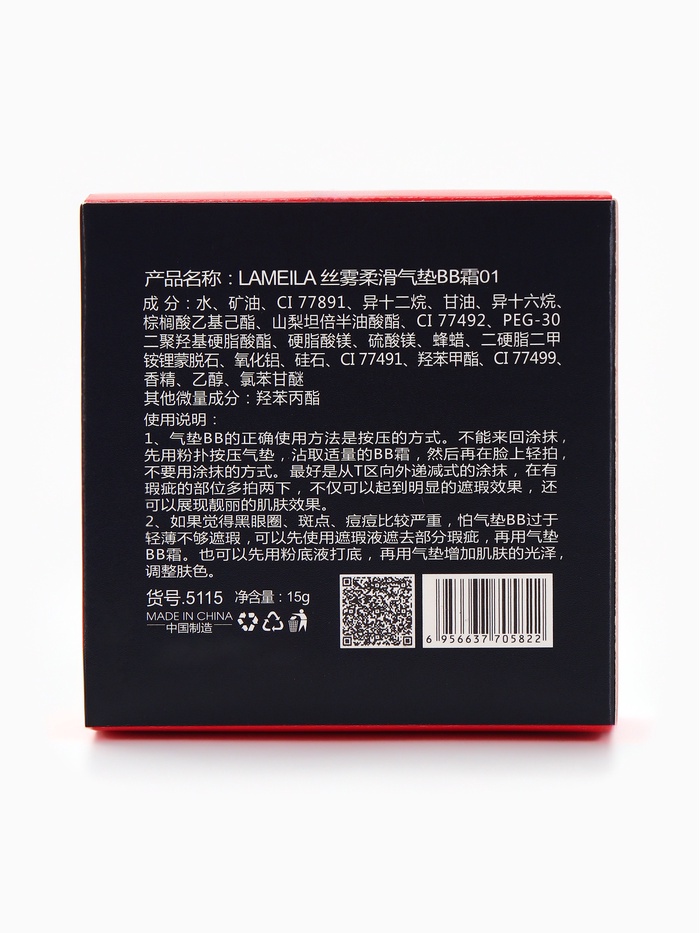 产品名称：LAMEILA 丝雾柔滑气垫BB霜01
成 分：水、矿油、CI 77891、异十二烷、甘油、异十六烷、
棕榈酸乙基己酯、山梨坦倍半油酸酯、CI 77492、PEG-30
二聚羟基硬脂酸酯、硬脂酸镁、硫酸镁、蜂蜡、二硬脂二甲
铵锂蒙脱石、氧化铝、硅石、CI 77491、羟苯甲酯、CI 77499、
香精、乙醇、氯苯甘醚
其他微量成分：羟苯丙酯
使用说明：
1、气垫BB的正确使用方法是按压的方式。不能来回涂抹，
先用粉扑按压气垫，沾取适量的BB霜，然后再在脸上轻拍，
不要用涂抹的方式。最好是从T区向外递减式的涂抹，在有
瑕疵的部位多拍两下，不仅可以起到明显的遮瑕效果，还
可以展现靓丽的肌肤效果。
2、如果觉得黑眼圈、斑点、痘痘比较严重，怕气垫BB过于
轻薄不够遮瑕，可以先使用遮瑕液遮去部分瑕疵，再用气垫
BB霜。也可以先用粉底液打底，再用气垫增加肌肤的光泽，
调整肤色。
货号.5115 净含量：15g
MADE IN CHINA
中国制造
6 956637 705822